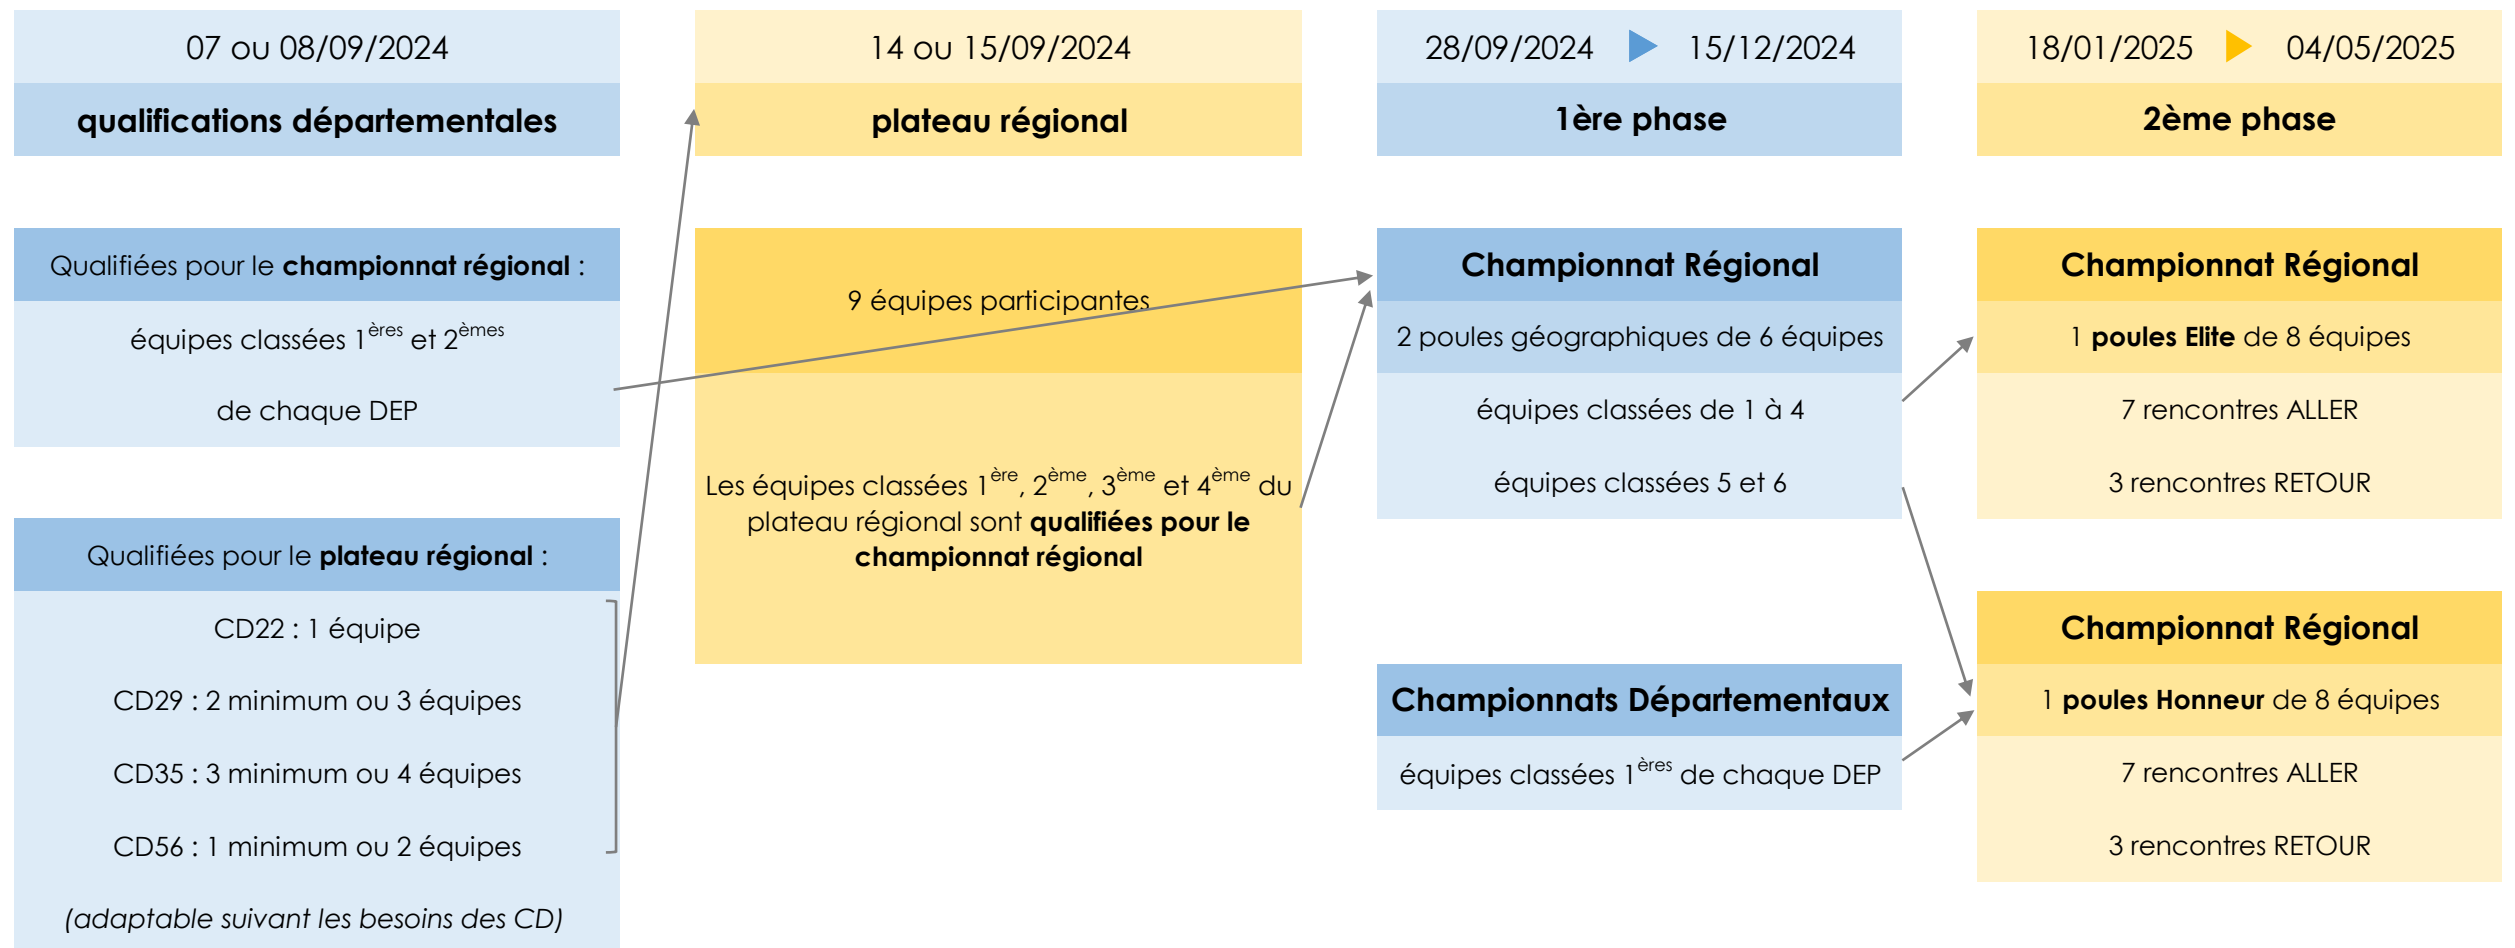 07 ou 08/09/2024
qualifications départementales
Qualifiées pour le championnat régional :
équipes classées 1ères et 2èmes
de chaque DEP
Qualifiées pour le plateau régional :
CD22 : 1 équipe
CD29 : 2 minimum ou 3 équipes
CD35 : 3 minimum ou 4 équipes
CD56 : 1 minimum ou 2 équipes
(adaptable suivant les besoins des CD)
14 ou 15/09/2024
plateau régional
9 équipes participantes
Les équipes classées 1ère, 2ème, 3ème et 4ème du
plateau régional sont qualifiées pour le
championnat régional
28/09/2024 15/12/2024
1ère phase
Championnat Régional
2 poules géographiques de 6 équipes
équipes classées de 1 à 4
équipes classées 5 et 6
Championnats Départementaux
équipes classées 1ères de chaque DEP
18/01/2025 04/05/2025
2ème phase
Championnat Régional
1 poules Elite de 8 équipes
7 rencontres ALLER
3 rencontres RETOUR
Championnat Régional
1 poules Honneur de 8 équipes
7 rencontres ALLER
3 rencontres RETOUR